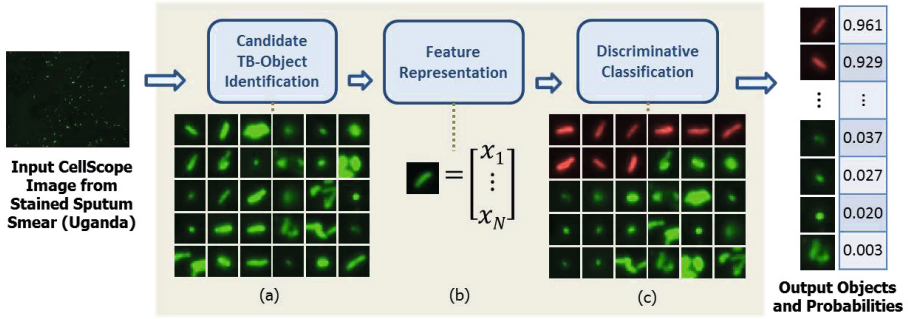 Input CellScope
Image from
Stained Sputum
Smear (Uganda)
Candidate
TB-Object
Identification
(a)
Feature
Representation
=
x1
⋮
xN
(b)
Discriminative
Classification
(c)
0.961
0.929
⋮ ⋮
0.037
0.027
0.020
0.003
Output Objects
and Probabilities